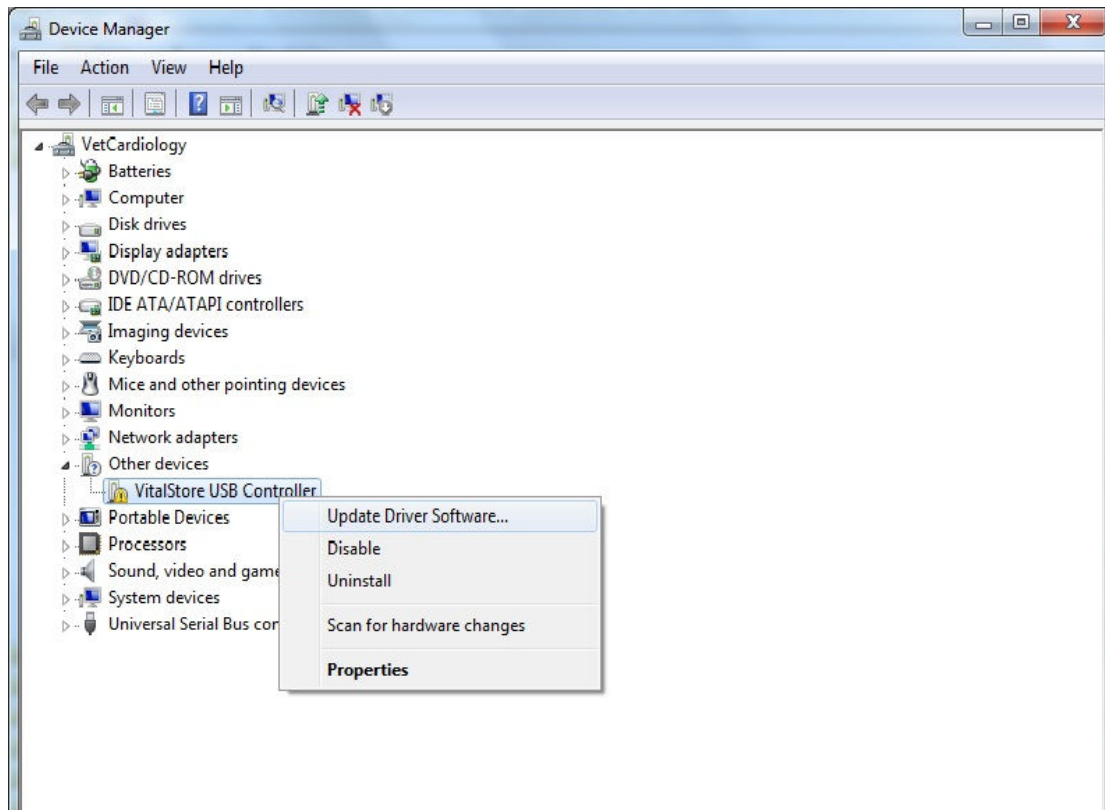 Device Manager
File Action View Help
VetCardiology
Batteries
Computer
Disk drives
Display adapters
DVD/CD-ROM drives
IDE ATA/ATAPI controllers
Imaging devices
Keyboards
Mice and other pointing devices
Monitors
Network adapters
Other devices
VitalStore USB Controller
Portable Devices
Processors
Sound, video and game
System devices
Universal Serial Bus con
Update Driver Software...
Disable
Uninstall
Scan for hardware changes
Properties